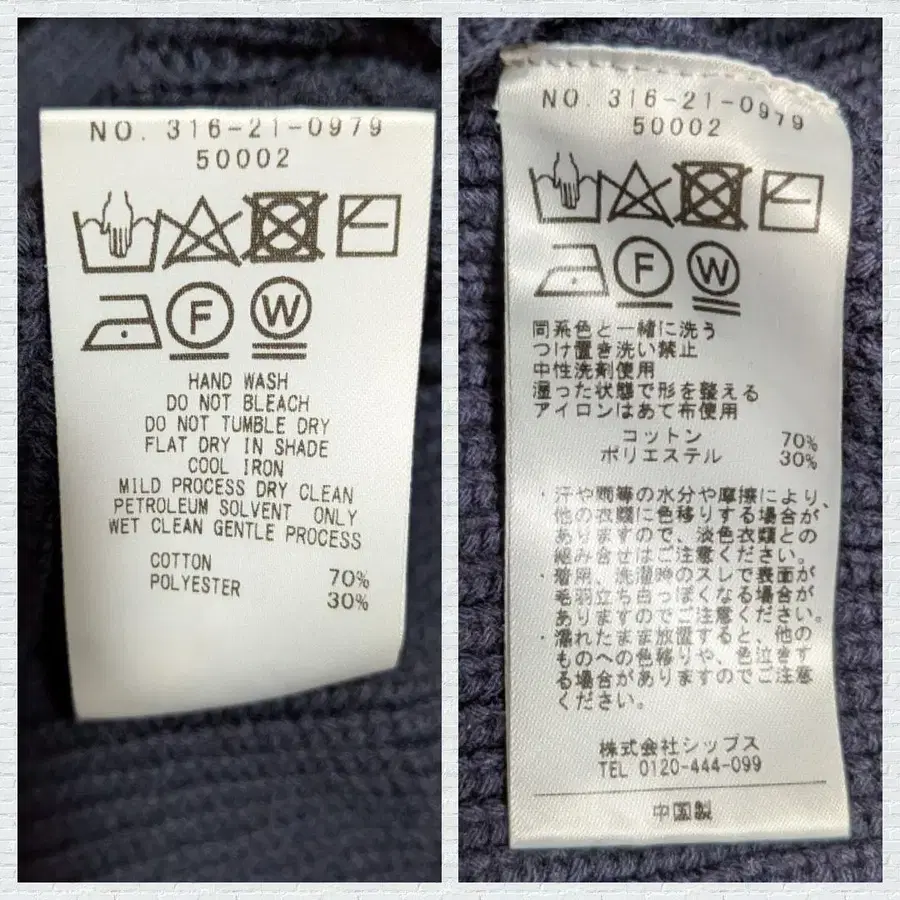 NO. 316-21-0979
50002
F
W
HAND WASH
DO NOT BLEACH
DO NOT TUMBLE DRY
FLAT DRY IN SHADE
COOL IRON
MILD PROCESS DRY CLEAN
PETROLEUM SOLVENT ONLY
WET CLEAN GENTLE PROCESS
COTTON 70%
POLYESTER 30%
NO. 316-21-0979
50002
F
W
同系色と一緒に洗う
つけ置き洗い禁止
中性洗剤使用
湿った状態で形を整える
アイロンはあて布使用
コットン 70%
ポリエステル 30%
・汗や雨等の水分や摩擦により、
他の衣類に色移りする場合が
ありますので、淡色衣類との
組み合せはご注意ください。
・着用、洗濯時のスレで表面が
毛羽立ち白っぽくなる場合が
ありますのでご注意ください。
・濡れたまま放置すると、他の
ものへの色移りや、色泣きす
る場合がありますのでご注意
ください。
株式会社シップス
TEL 0120-444-099
中国製